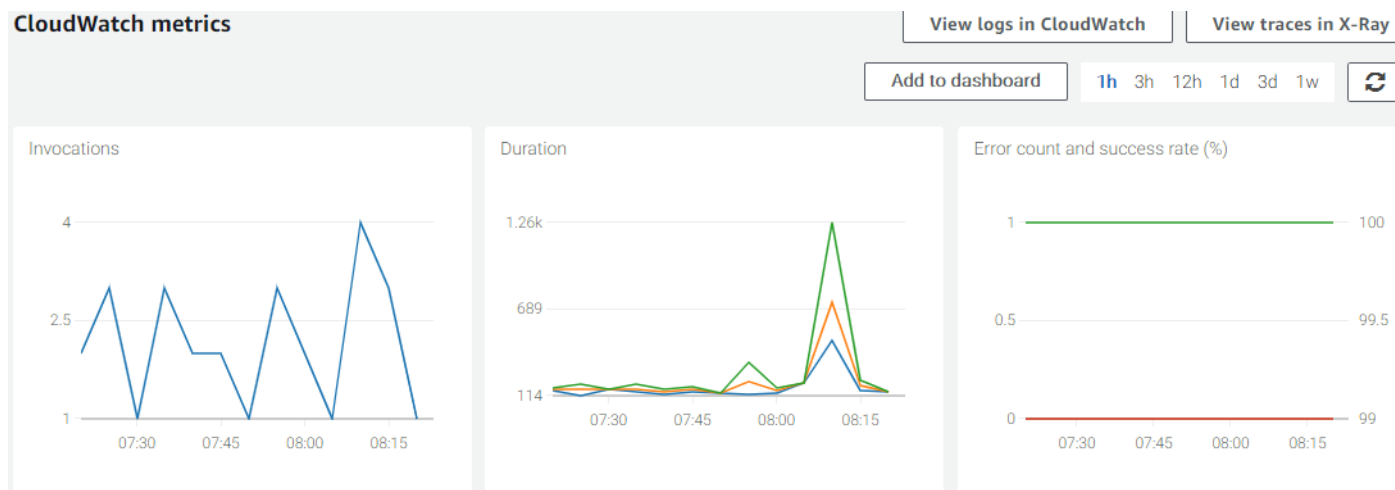 CloudWatch metrics
View logs in CloudWatch
View traces in X-Ray
Add to dashboard
1h 3h 12h 1d 3d 1w
Invocations
4
2.5
1
07:30 07:45 08:00 08:15
Duration
1.26k
689
114
07:30 07:45 08:00 08:15
Error count and success rate (%)
1 100
0.5 99.5
0 99
07:30 07:45 08:00 08:15